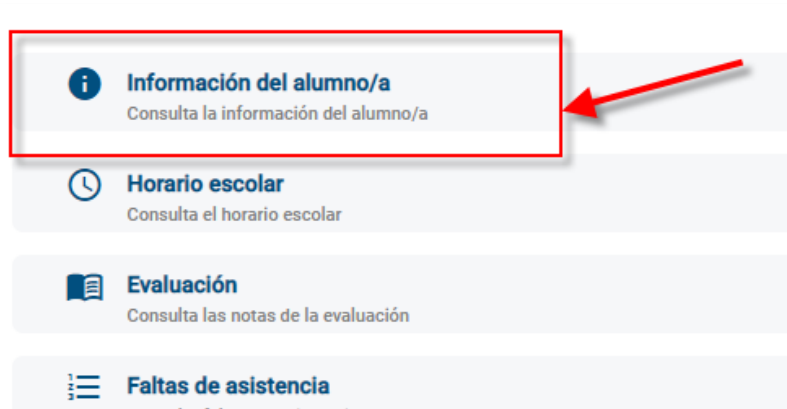 Información del alumno/a
Consulta la información del alumno/a
Horario escolar
Consulta el horario escolar
Evaluación
Consulta las notas de la evaluación
Faltas de asistencia